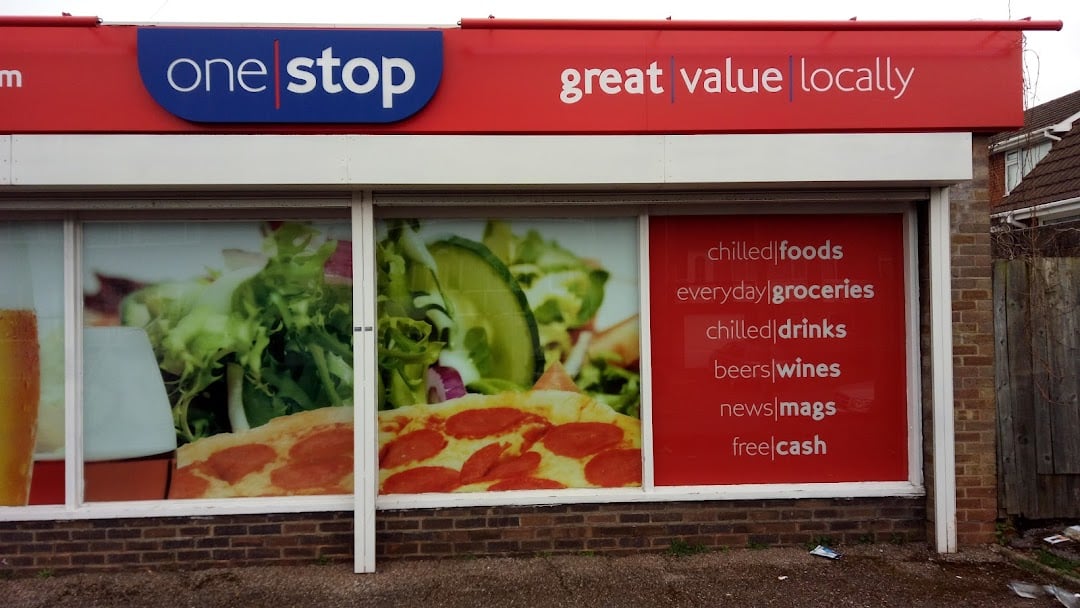 m
one|stop
great|value|locally
chilled|foods
everyday|groceries
chilled|drinks
beers|wines
news|mags
free|cash